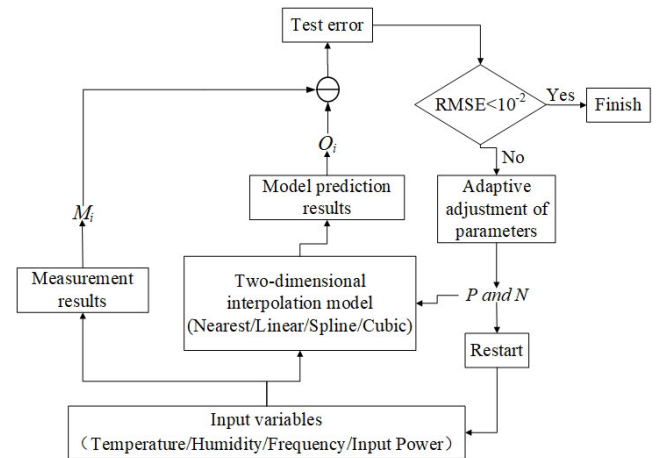 Test error
RMSE<10⁻²
Yes
Finish
No
Oᵢ
Model prediction
results
Adaptive
adjustment of
parameters
Mᵢ
Measurement
results
Two-dimensional
interpolation model
(Nearest/Linear/Spline/Cubic)
P and N
Restart
Input variables
（Temperature/Humidity/Frequency/Input Power）